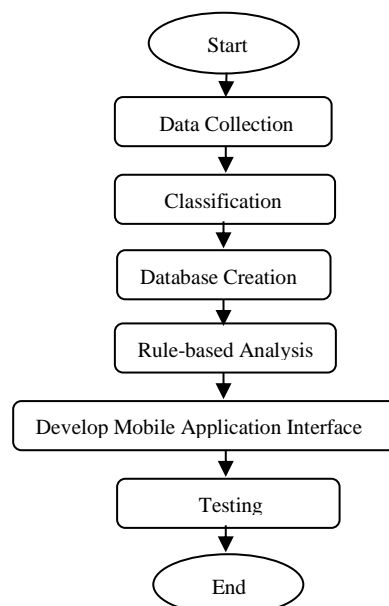 Start
Data Collection
Classification
Database Creation
Rule-based Analysis
Develop Mobile Application Interface
Testing
End